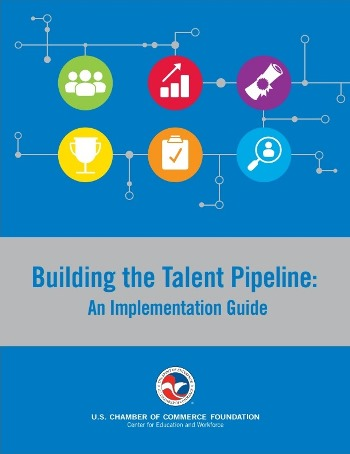 Building the Talent Pipeline:
An Implementation Guide
U.S. CHAMBER OF COMMERCE FOUNDATION
Center for Education and Workforce